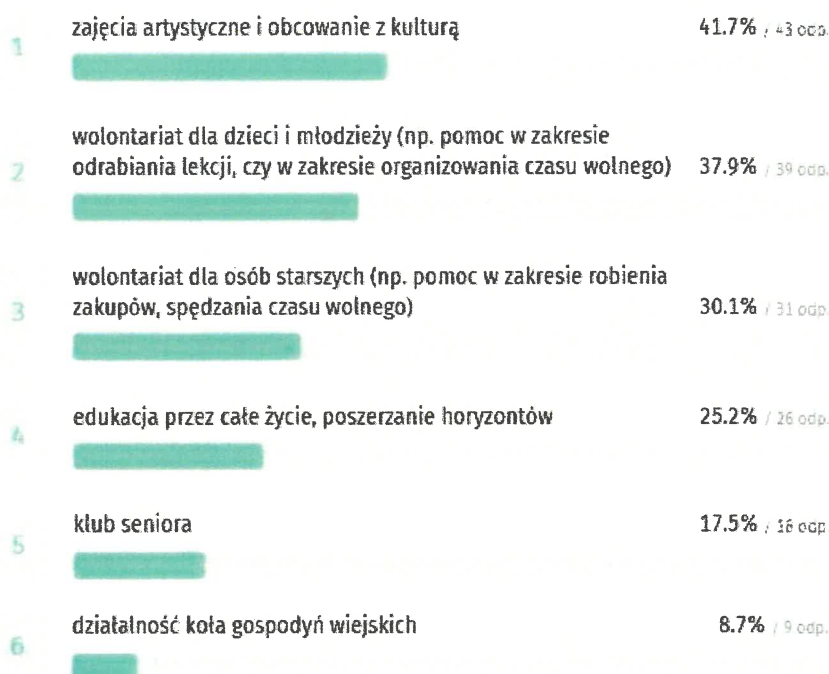 1 zajęcia artystyczne i obcowanie z kulturą 41.7% / 43 odp.
wolontariat dla dzieci i młodzieży (np. pomoc w zakresie
2 odrabiania lekcji, czy w zakresie organizowania czasu wolnego) 37.9% / 39 odp.
wolontariat dla osób starszych (np. pomoc w zakresie robienia
3 zakupów, spędzania czasu wolnego) 30.1% / 31 odp.
4 edukacja przez całe życie, poszerzanie horyzontów 25.2% / 26 odp.
5 klub seniora 17.5% / odp.
6 działalność koła gospodyń wiejskich 8.7% / 9 odp.